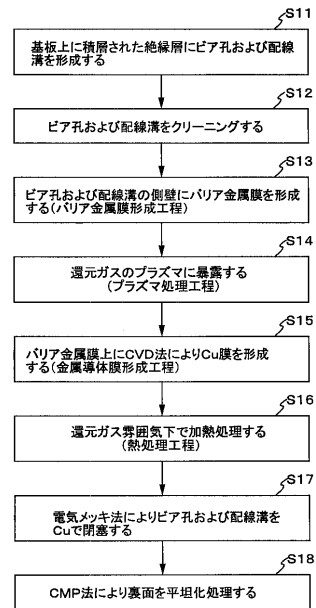 S11
基板上に積層された絶縁層にビア孔および配線
溝を形成する
S12
ビア孔および配線溝をクリーニングする
S13
ビア孔および配線溝の側壁にバリア金属膜を形成
する(バリア金属膜形成工程)
S14
還元ガスのプラズマに暴露する
(プラズマ処理工程)
S15
バリア金属膜上にCVD法によりCu膜を形成
する(金属導体膜形成工程)
S16
還元ガス雰囲気下で加熱処理する
(熱処理工程)
S17
電気メッキ法によりビア孔および配線溝を
Cuで閉塞する
S18
CMP法により裏面を平坦化処理する